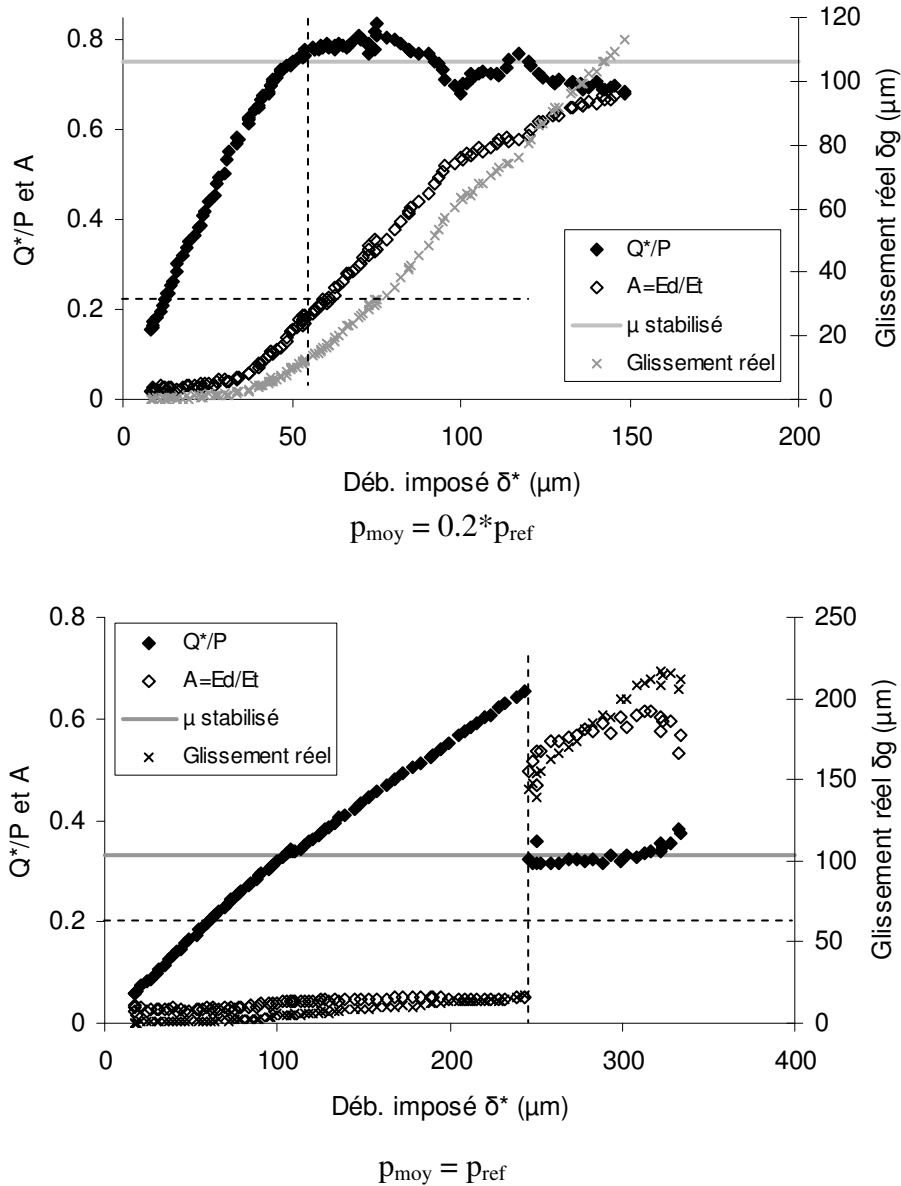 Q*/P et A
0.8
0.6
0.4
0.2
0
120
100
80
60
40
20
0
Glissement réel δg (µm)
Q*/P
A=Ed/Et
µ stabilisé
Glissement réel
0 50 100 150 200
Déb. imposé δ* (µm)
pmoy = 0.2*pref
Q*/P et A
0.8
0.6
0.4
0.2
0
Q*/P
A=Ed/Et
µ stabilisé
Glissement réel
250
200
150
100
50
0
Glissement réel δg (µm)
0 100 200 300 400
Déb. imposé δ* (µm)
pmoy = pref